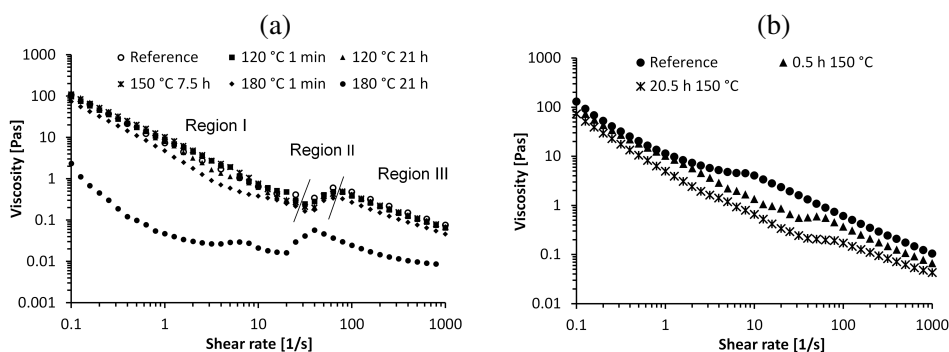 (a)
○ Reference ■ 120 °C 1 min ▲ 120 °C 21 h
150 °C 7.5 h ◆ 180 °C 1 min ● 180 °C 21 h
Region I
Region II
Region III
Viscosity [Pas]
1000
100
10
1
0.1
0.01
0.001
0.1 1 10 100 1000
Shear rate [1/s]
(b)
● Reference ▲ 0.5 h 150 °C
20.5 h 150 °C
Viscosity [Pas]
1000
100
10
1
0.1
0.01
0.1 1 10 100 1000
Shear rate [1/s]